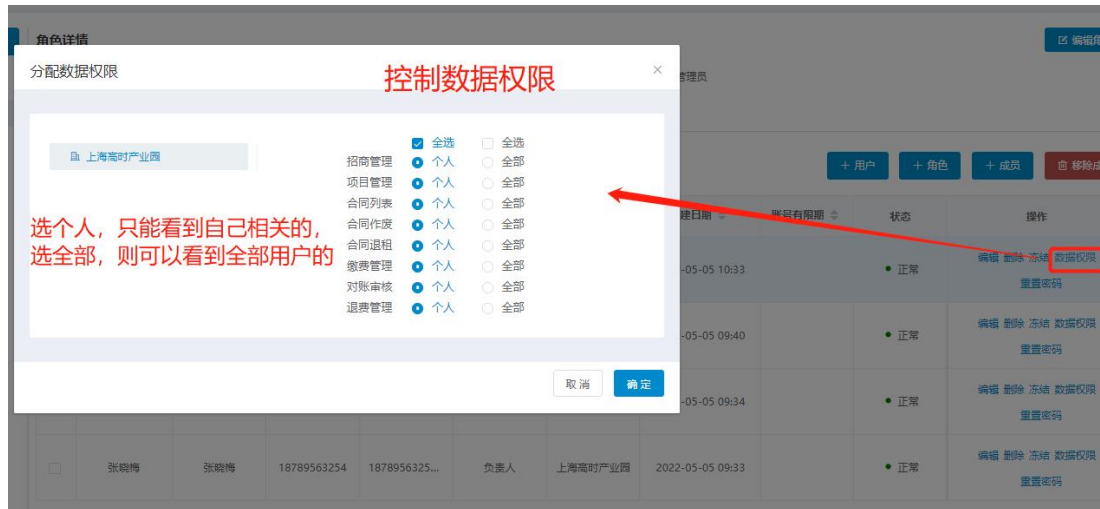 角色详情
编辑角
分配数据权限
×
控制数据权限
管理员
上海高时产业园
全选 全选
招商管理 个人 全部
项目管理 个人 全部
合同列表 个人 全部
合同作废 个人 全部
合同退租 个人 全部
缴费管理 个人 全部
对账审核 个人 全部
退费管理 个人 全部
选个人，只能看到自己相关的，
选全部，则可以看到全部用户的
+ 用户 + 角色 + 成员 移除成
建日期 账号有限期 状态 操作
-05-05 10:33 正常 编辑 删除 冻结 数据权限
重置密码
-05-05 09:40 正常 编辑 删除 冻结 数据权限
重置密码
取消 确定
-05-05 09:34 正常 编辑 删除 冻结 数据权限
重置密码
张晓梅 张晓梅 18789563254 1878956325... 负责人 上海高时产业园 2022-05-05 09:33 正常 编辑 删除 冻结 数据权限
重置密码